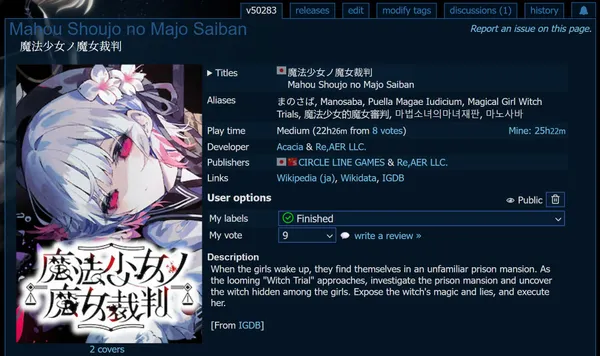 v50283 releases edit modify tags discussions (1) history
Mahou Shoujo no Majo Saiban
Report an issue on this page.
魔法少女ノ魔女裁判
Titles 魔法少女ノ魔女裁判
Mahou Shoujo no Majo Saiban
Aliases まのさば, Manosaba, Puella Magae Iudicium, Magical Girl Witch
Trials, 魔法少女的魔女審判, 마법소녀의마녀재판, マノサバ
Play time Medium (22h26m from 8 votes) Mine: 25h22m
Developer Acacia & Re,AER LLC.
Publishers CIRCLE LINE GAMES & Re,AER LLC.
Links Wikipedia (ja), Wikidata, IGDB
User options Public
My labels Finished
My vote 9 write a review »
Description
When the girls wake up, they find themselves in an unfamiliar prison mansion. As
the looming "Witch Trial" approaches, investigate the prison mansion and uncover
the witch hidden among the girls. Expose the witch's magic and lies, and execute
her.
[From IGDB]
魔法少女ノ
魔女裁判
2 covers